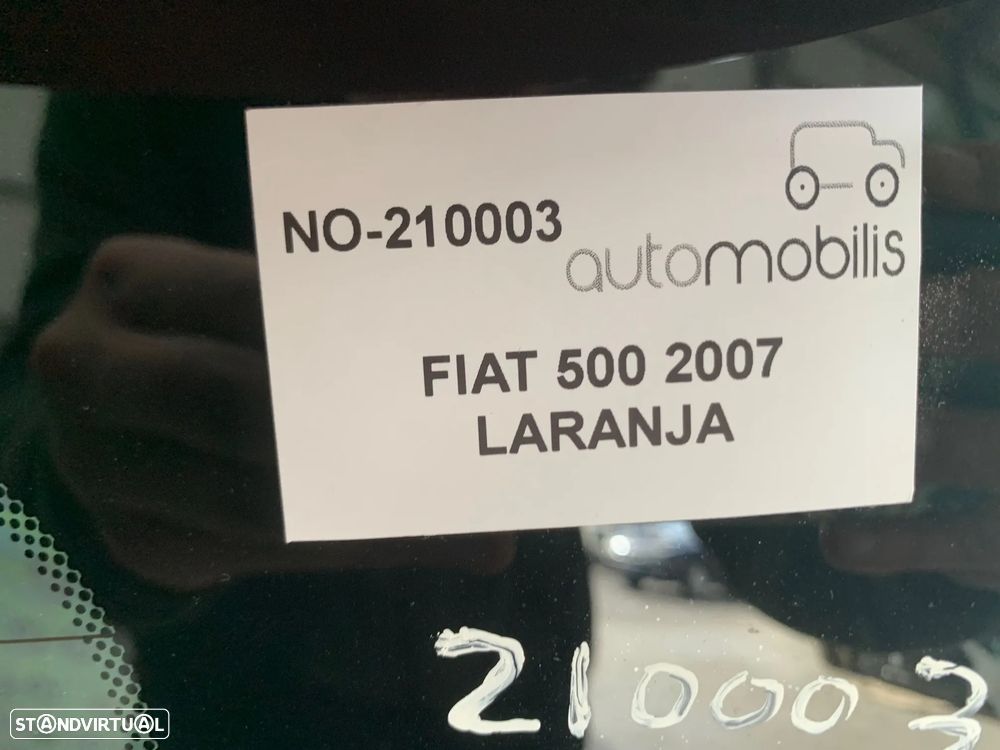 NO-210003
automobilis
FIAT 500 2007
LARANJA
210003
STANDVIRTUAL